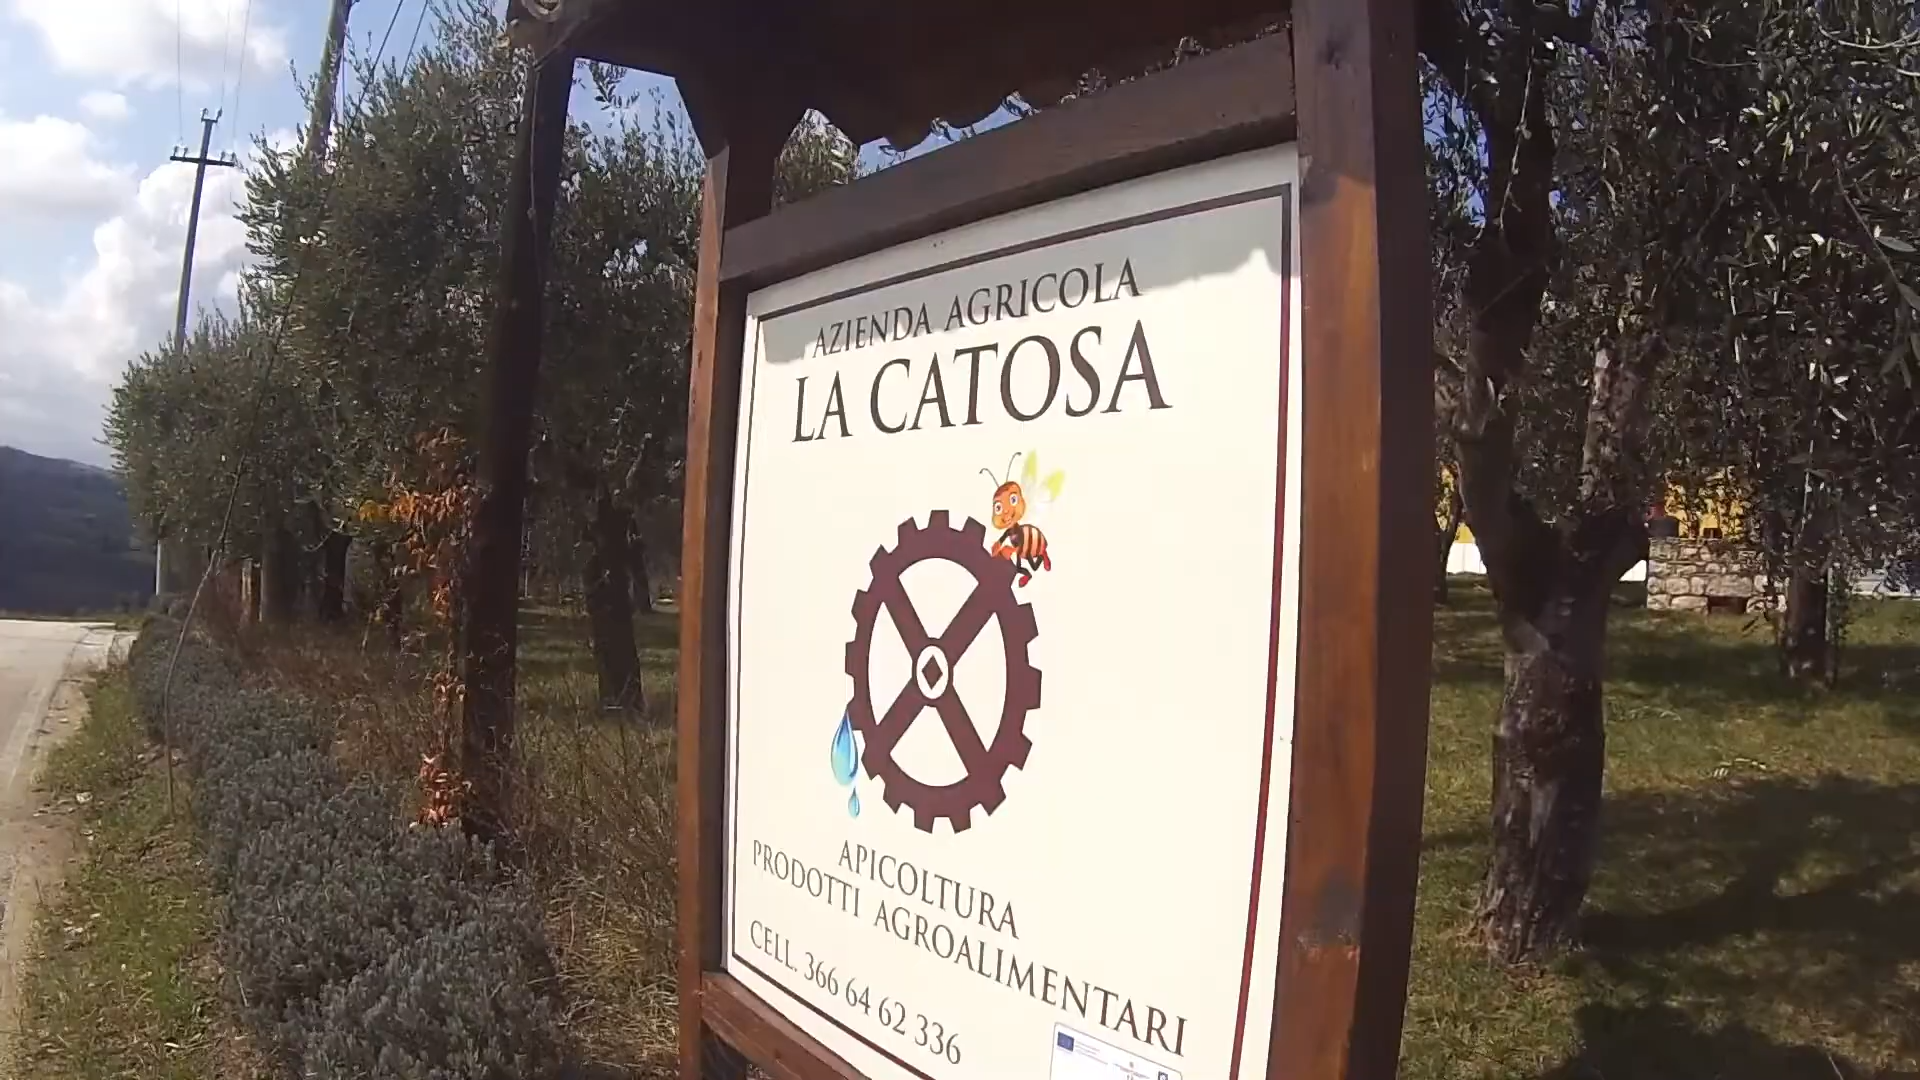 AZIENDA AGRICOLA
LA CATOSA
APICOLTURA
PRODOTTI AGROALIMENTARI
CELL. 366 64 62 336